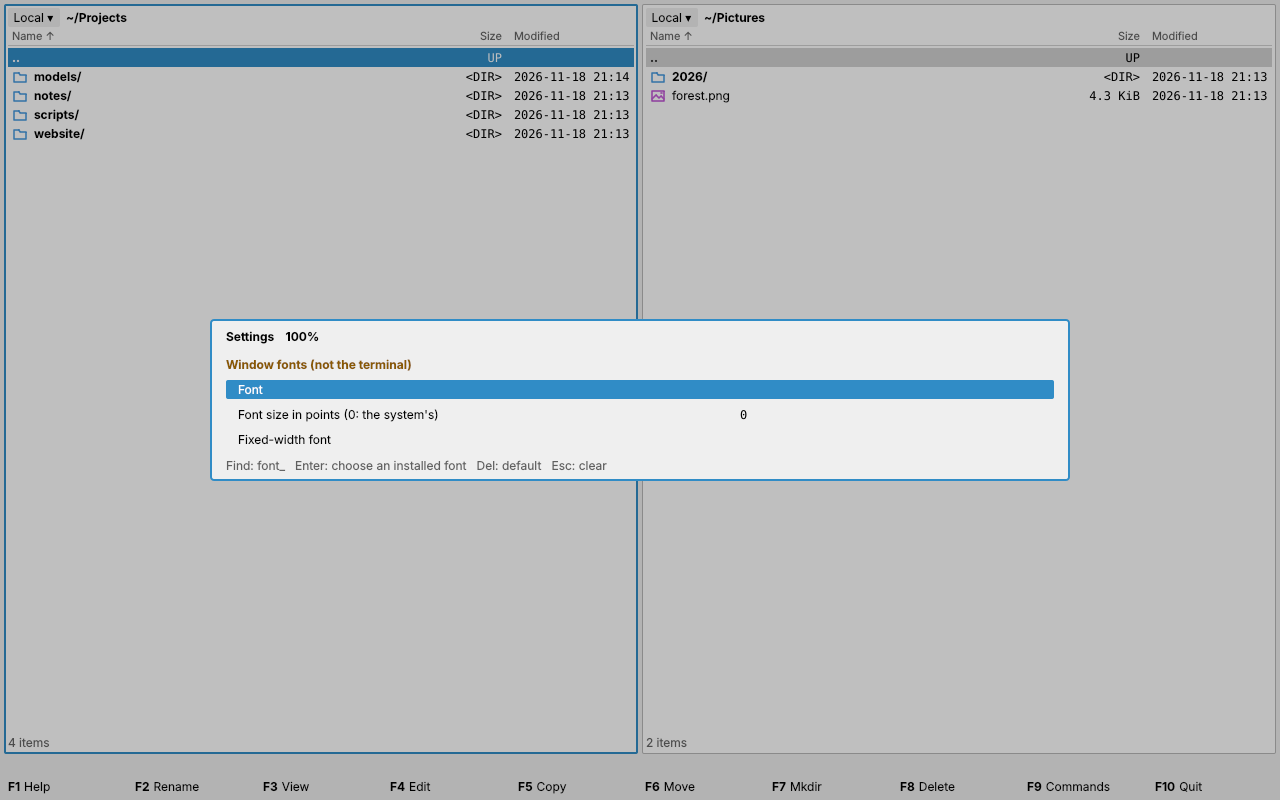 Local ▾ ~/Projects
Name ↑ Size Modified
.. UP
models/ <DIR> 2026-11-18 21:14
notes/ <DIR> 2026-11-18 21:13
scripts/ <DIR> 2026-11-18 21:13
website/ <DIR> 2026-11-18 21:13
4 items
Local ▾ ~/Pictures
Name ↑ Size Modified
.. UP
2026/ <DIR> 2026-11-18 21:13
forest.png 4.3 KiB 2026-11-18 21:13
2 items
Settings 100%
Window fonts (not the terminal)
Font
Font size in points (0: the system's) 0
Fixed-width font
Find: font_ Enter: choose an installed font Del: default Esc: clear
F1 Help F2 Rename F3 View F4 Edit F5 Copy F6 Move F7 Mkdir F8 Delete F9 Commands F10 Quit